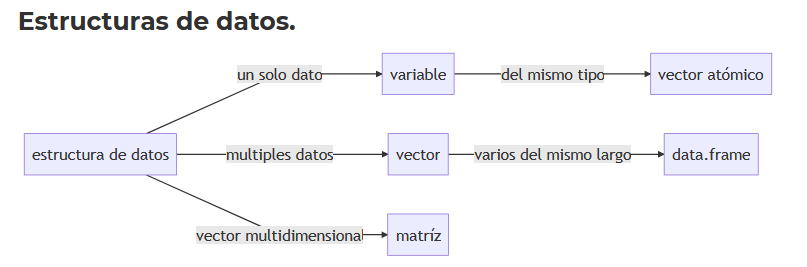 Estructuras de datos.
un solo dato
variable
del mismo tipo
vector atómico
estructura de datos
multiples datos
vector
varios del mismo largo
data.frame
vector multidimensional
matríz